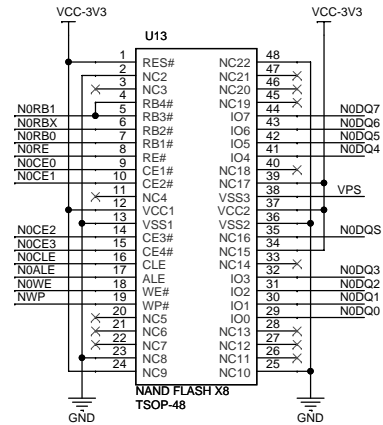 VCC-3V3 VCC-3V3
U13
1 RES# NC22 48
2 NC2 NC21 47
3 NC3 NC20 46
4 RB4# NC19 45
N0RB1 5 RB3# IO7 44 N0DQ7
N0RBX 6 RB2# IO6 43 N0DQ6
N0RB0 7 RB1# IO5 42 N0DQ5
N0RE 8 RE# IO4 41 N0DQ4
N0CE0 9 CE1# NC18 40
N0CE1 10 CE2# NC17 39
11 NC4 VSS3 38 VPS
12 VCC1 VCC2 37
13 VSS1 VSS2 36
N0CE2 14 CE3# NC16 35 N0DQS
N0CE3 15 CE4# NC15 34
N0CLE 16 CLE NC14 33
N0ALE 17 ALE IO3 32 N0DQ3
N0WE 18 WE# IO2 31 N0DQ2
NWP 19 WP# IO1 30 N0DQ1
20 NC5 IO0 29 N0DQ0
21 NC6 NC13 28
22 NC7 NC12 27
23 NC8 NC11 26
24 NC9 NC10 25
NAND FLASH X8
TSOP-48
GND GND